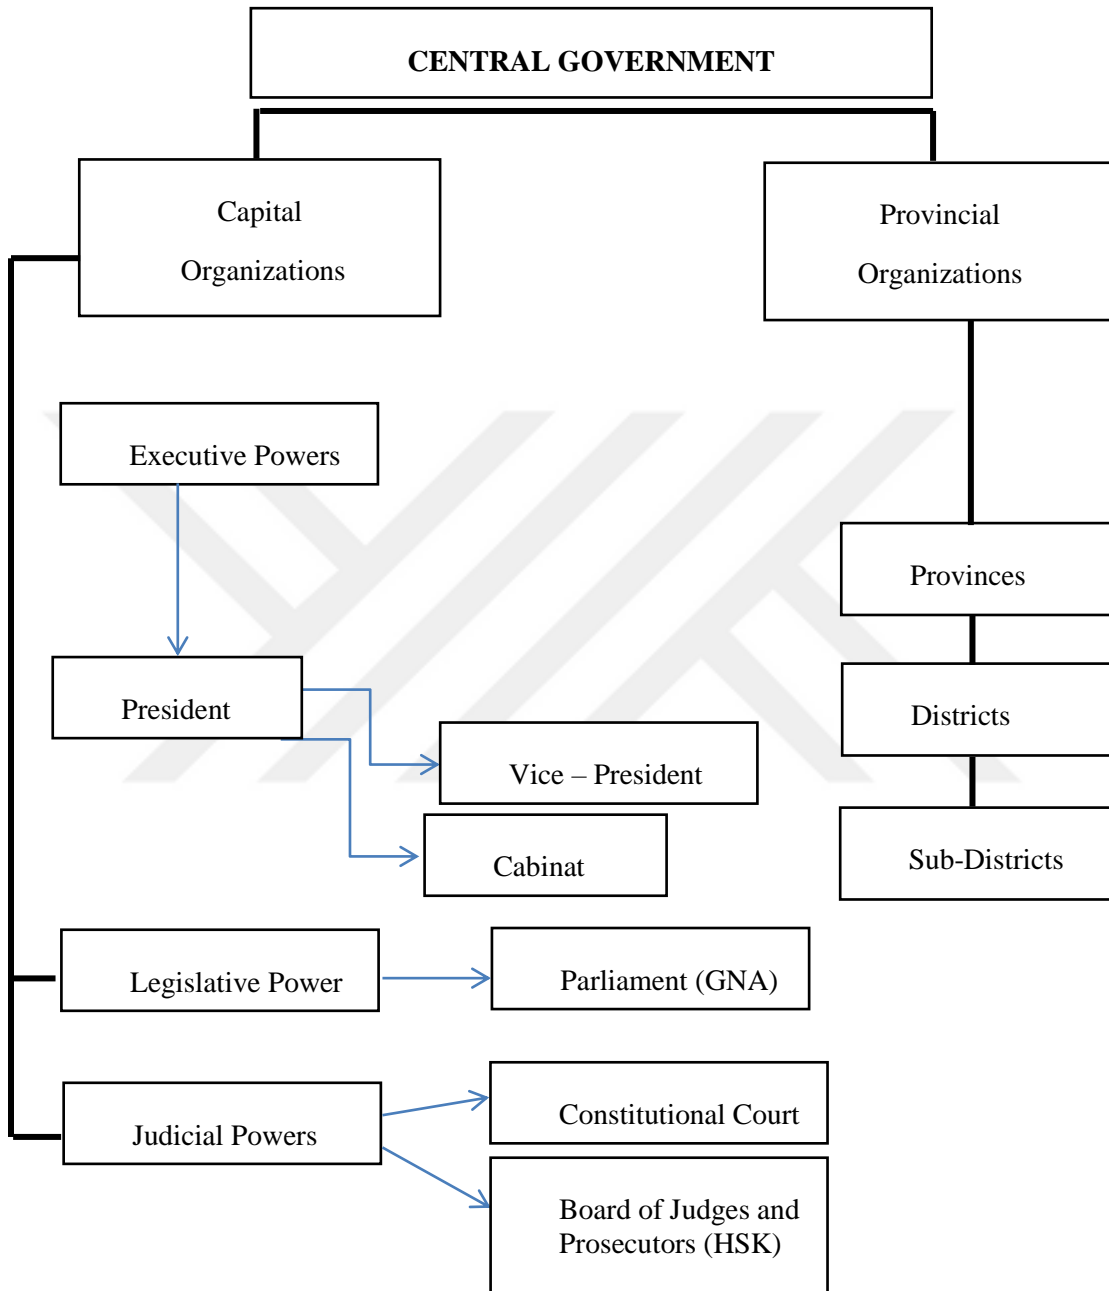 CENTRAL GOVERNMENT
Capital
Organizations
Provincial
Organizations
Executive Powers
Provinces
President
Districts
Vice – President
Cabinat
Sub-Districts
Legislative Power
Parliament (GNA)
Constitutional Court
Judicial Powers
Board of Judges and
Prosecutors (HSK)